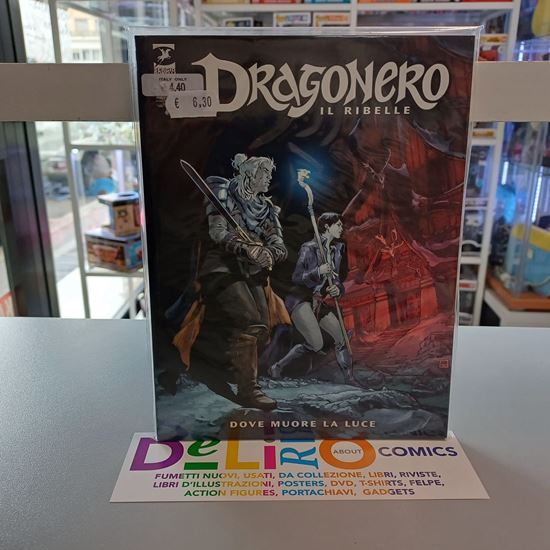 DRAGONERO
IL RIBELLE
ITALY ONLY
4,40
€ 6,30
DOVE MUORE LA LUCE
DeLiRiO
ABOUT
COMICS
FUMETTI NUOVI, USATI, DA COLLEZIONE, LIBRI, RIVISTE,
LIBRI D'ILLUSTRAZIONI, POSTERS, DVD, T-SHIRTS, FELPE,
ACTION FIGURES, PORTACHIAVI, GADGETS